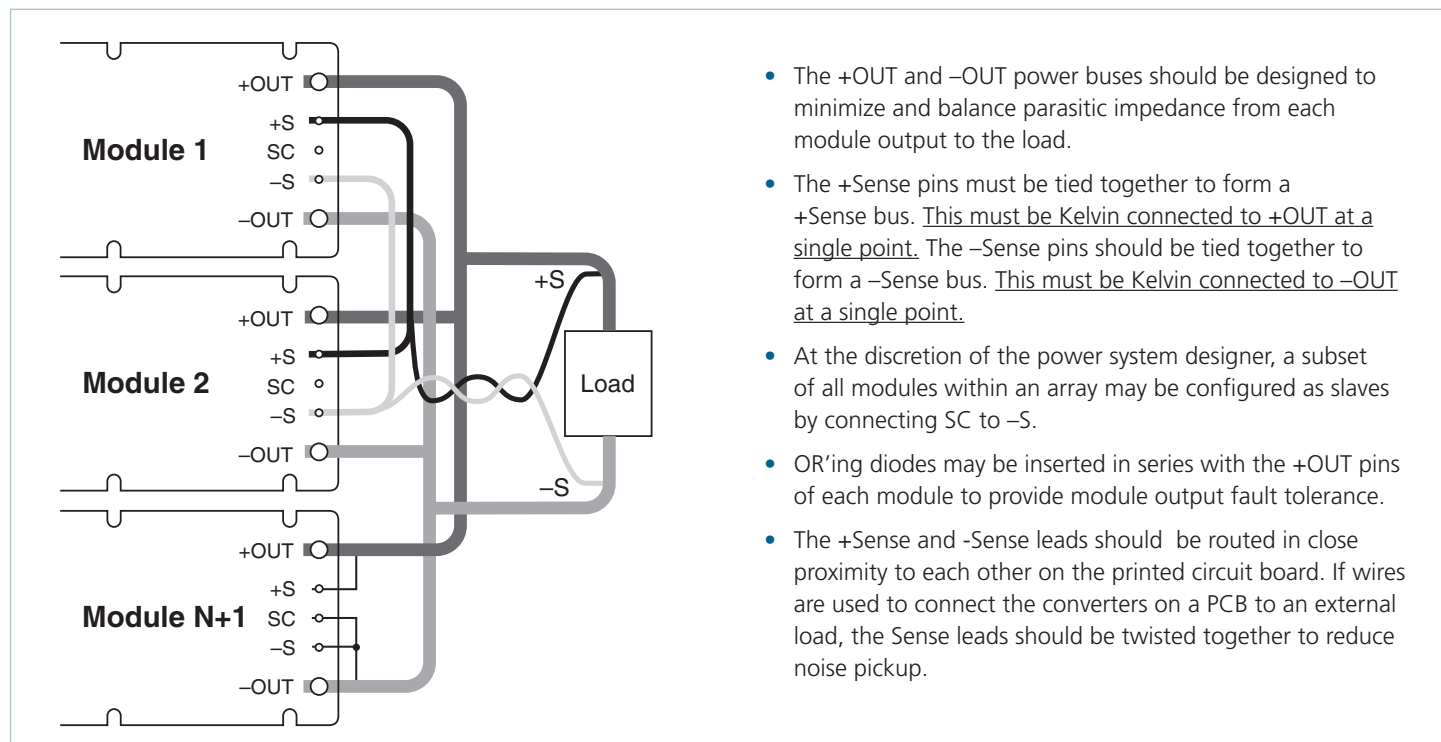 +OUT
+S
Module 1
SC
–S
–OUT
+OUT
+S
Module 2
SC
–S
–OUT
+OUT
+S
Module N+1
SC
–S
–OUT
+S
Load
–S
• The +OUT and –OUT power buses should be designed to
minimize and balance parasitic impedance from each
module output to the load.
• The +Sense pins must be tied together to form a
+Sense bus. This must be Kelvin connected to +OUT at a
single point. The –Sense pins should be tied together to
form a –Sense bus. This must be Kelvin connected to –OUT
at a single point.
• At the discretion of the power system designer, a subset
of all modules within an array may be configured as slaves
by connecting SC to –S.
• OR’ing diodes may be inserted in series with the +OUT pins
of each module to provide module output fault tolerance.
• The +Sense and -Sense leads should  be routed in close
proximity to each other on the printed circuit board. If wires
are used to connect the converters on a PCB to an external
load, the Sense leads should be twisted together to reduce
noise pickup.